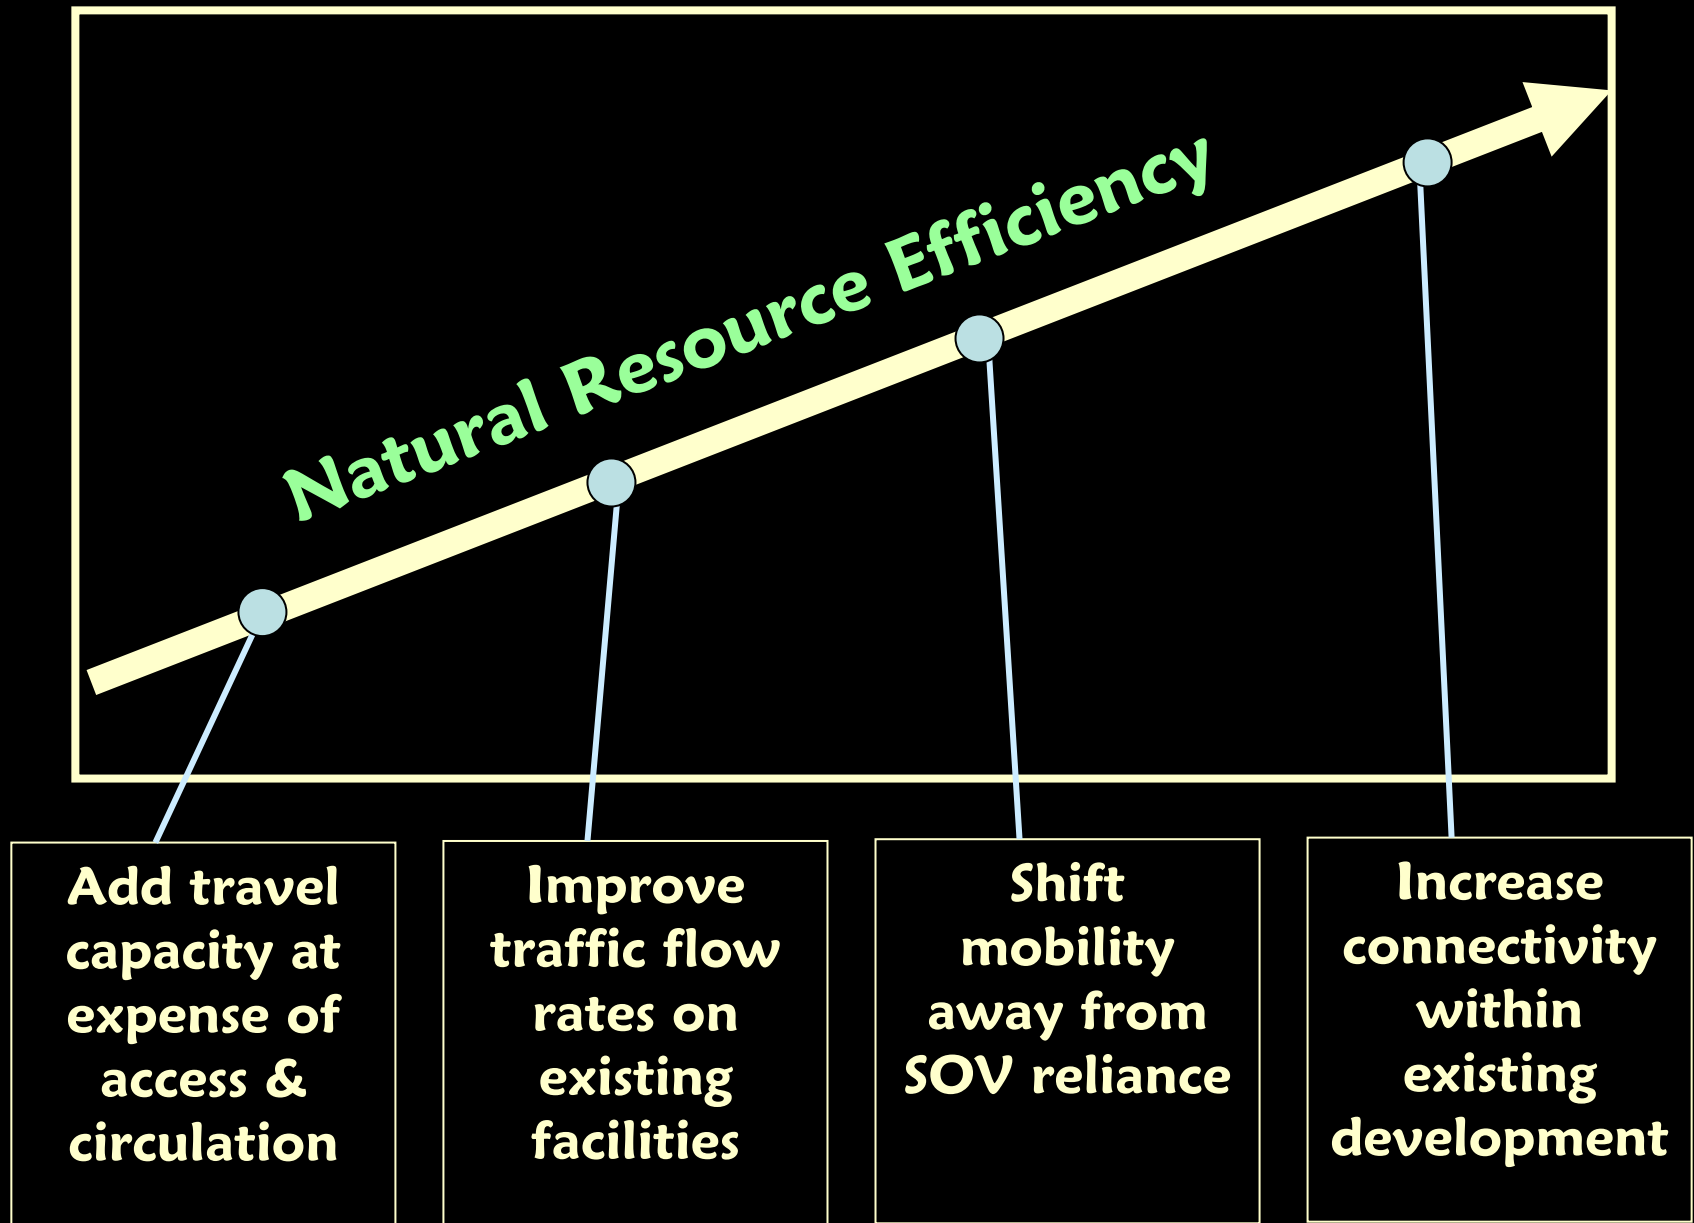 Natural Resource Efficiency
Add travel
capacity at
expense of
access &
circulation
Improve
traffic flow
rates on
existing
facilities
Shift
mobility
away from
SOV reliance
Increase
connectivity
within
existing
development